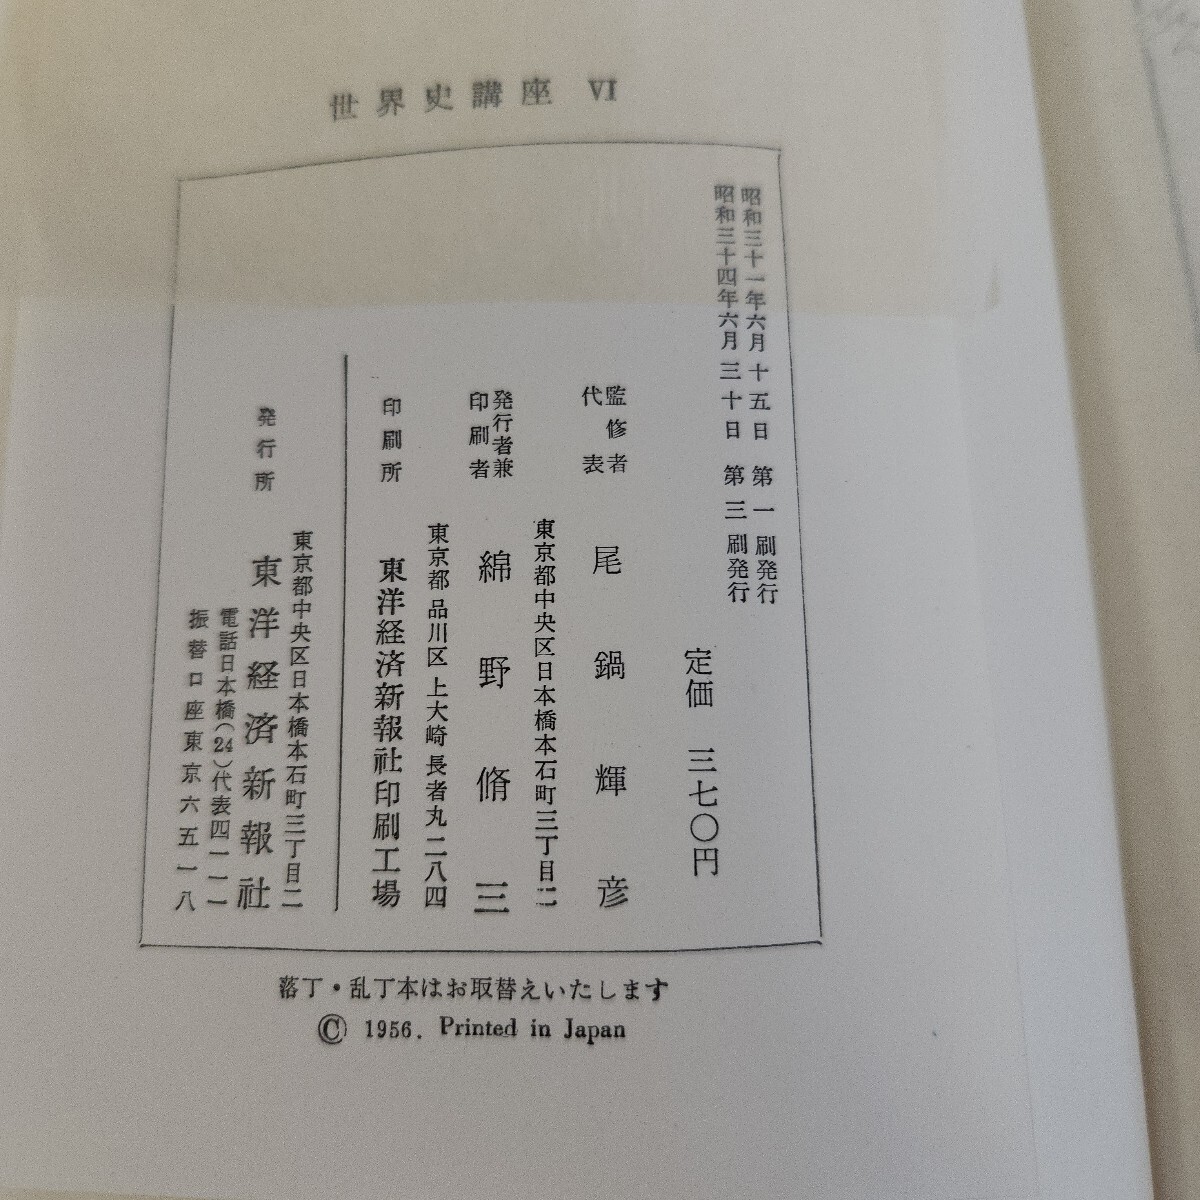 世界史講座 VI
昭和三十一年六月十五日 第一刷発行
昭和三十四年六月三十日 第三刷発行
定価 三七〇円
監修者
代表
尾鍋輝彦
東京都中央区日本橋本石町三丁目二
発行者兼
印刷者
綿野脩三
東京都品川区上大崎長者丸二八四
印刷所 東洋経済新報社印刷工場
東京都中央区日本橋本石町三丁目二
発行所 東洋経済新報社
電話日本橋(24)代表四一一一
振替口座東京六五一八
落丁・乱丁本はお取替えいたします
© 1956. Printed in Japan